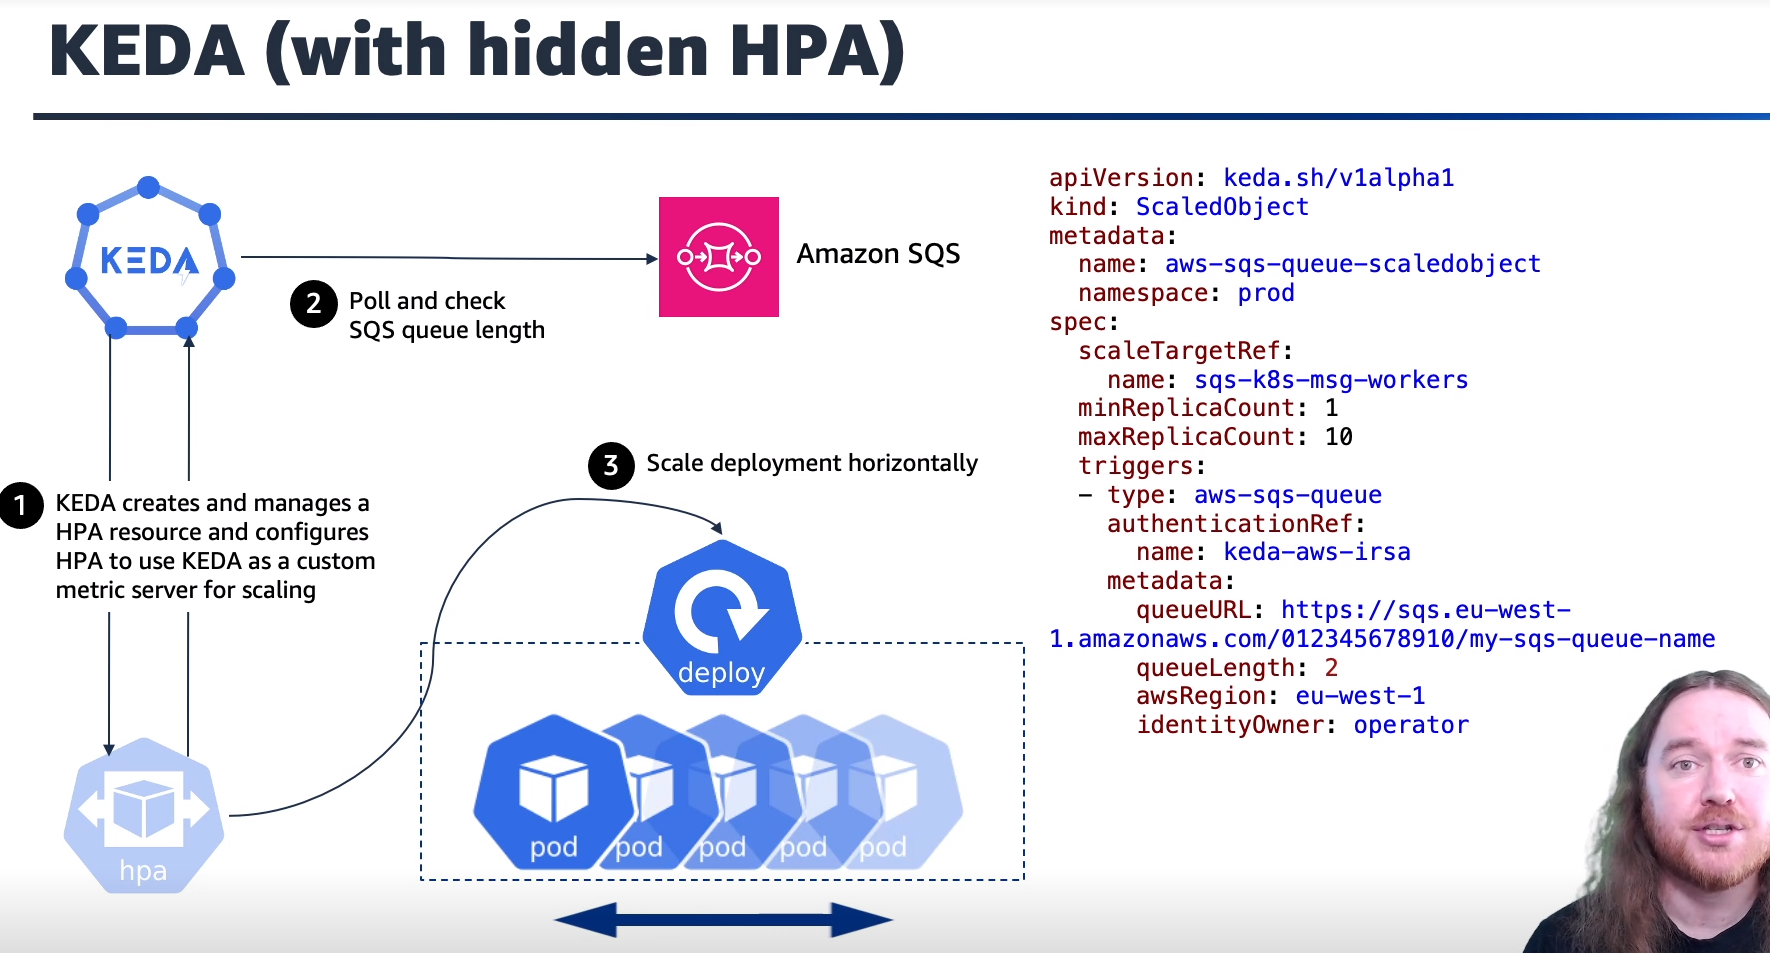 KEDA (with hidden HPA)
KEDA
Amazon SQS
2
Poll and check
SQS queue length
1
KEDA creates and manages a
HPA resource and configures
HPA to use KEDA as a custom
metric server for scaling
3
Scale deployment horizontally
deploy
pod
pod
pod
pod
pod
hpa
apiVersion: keda.sh/v1alpha1
kind: ScaledObject
metadata:
  name: aws-sqs-queue-scaledobject
  namespace: prod
spec:
  scaleTargetRef:
    name: sqs-k8s-msg-workers
  minReplicaCount: 1
  maxReplicaCount: 10
  triggers:
  - type: aws-sqs-queue
    authenticationRef:
      name: keda-aws-irsa
    metadata:
      queueURL: https://sqs.eu-west-
1.amazonaws.com/012345678910/my-sqs-queue-name
      queueLength: 2
      awsRegion: eu-west-1
      identityOwner: operator